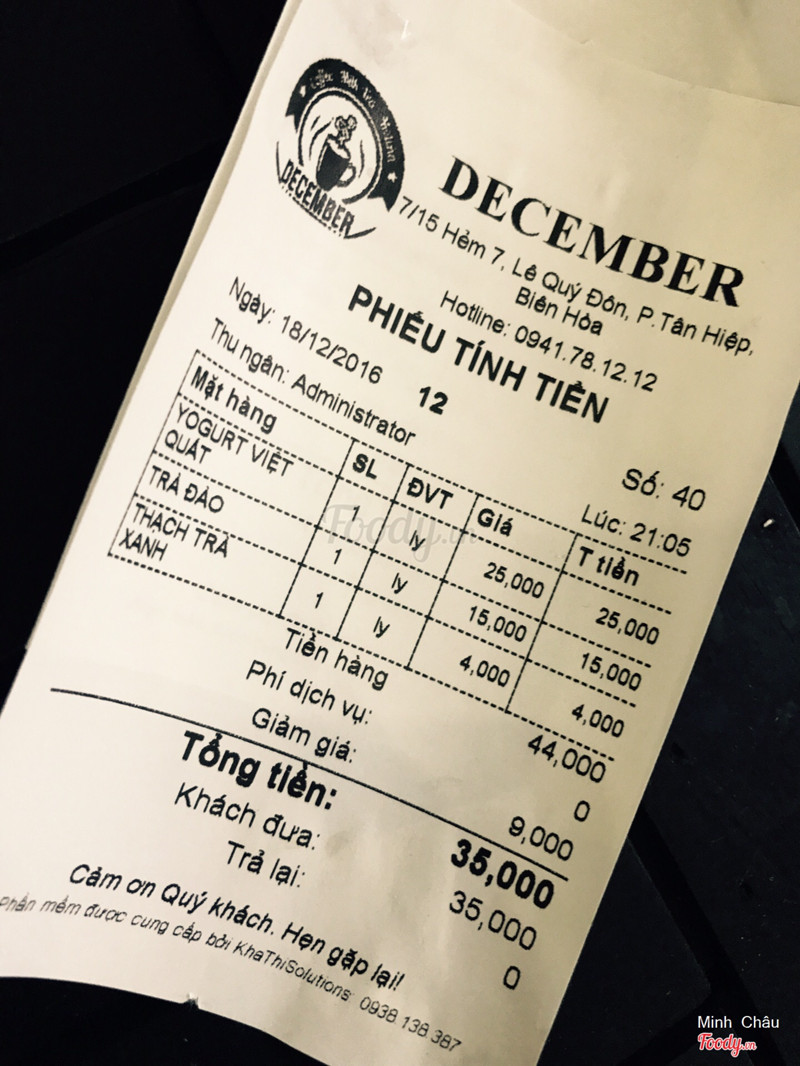 Coffee Milk Tea
DECEMBER
DECEMBER
7/15 Hẻm 7, Lê Quý Đôn, P.Tân Hiệp,
Biên Hòa
Hotline: 0941.78.12.12
PHIẾU TÍNH TIỀN
12
Ngày: 18/12/2016 Số: 40
Thu ngân: Administrator Lúc: 21:05
Mặt hàng SL ĐVT Giá T tiền
YOGURT VIỆT
QUẤT 1 ly 25,000 25,000
TRÀ ĐÀO 1 ly 15,000 15,000
THẠCH TRÀ
XANH 1 ly 4,000 4,000
Tiền hàng 44,000
Phí dịch vụ: 0
Giảm giá: 9,000
Tổng tiền: 35,000
Khách đưa: 35,000
Trả lại: 0
Cảm ơn Quý khách. Hẹn gặp lại!
phần mềm được cung cấp bởi KhaThiSolutions: 0938.138.387
Foody.vn
Minh Châu
Foody.vn